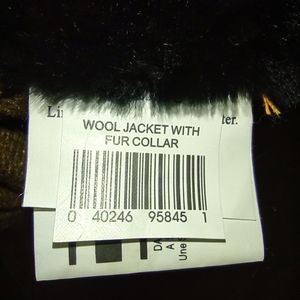 WOOL JACKET WITH
FUR COLLAR
0 40246 95845 1